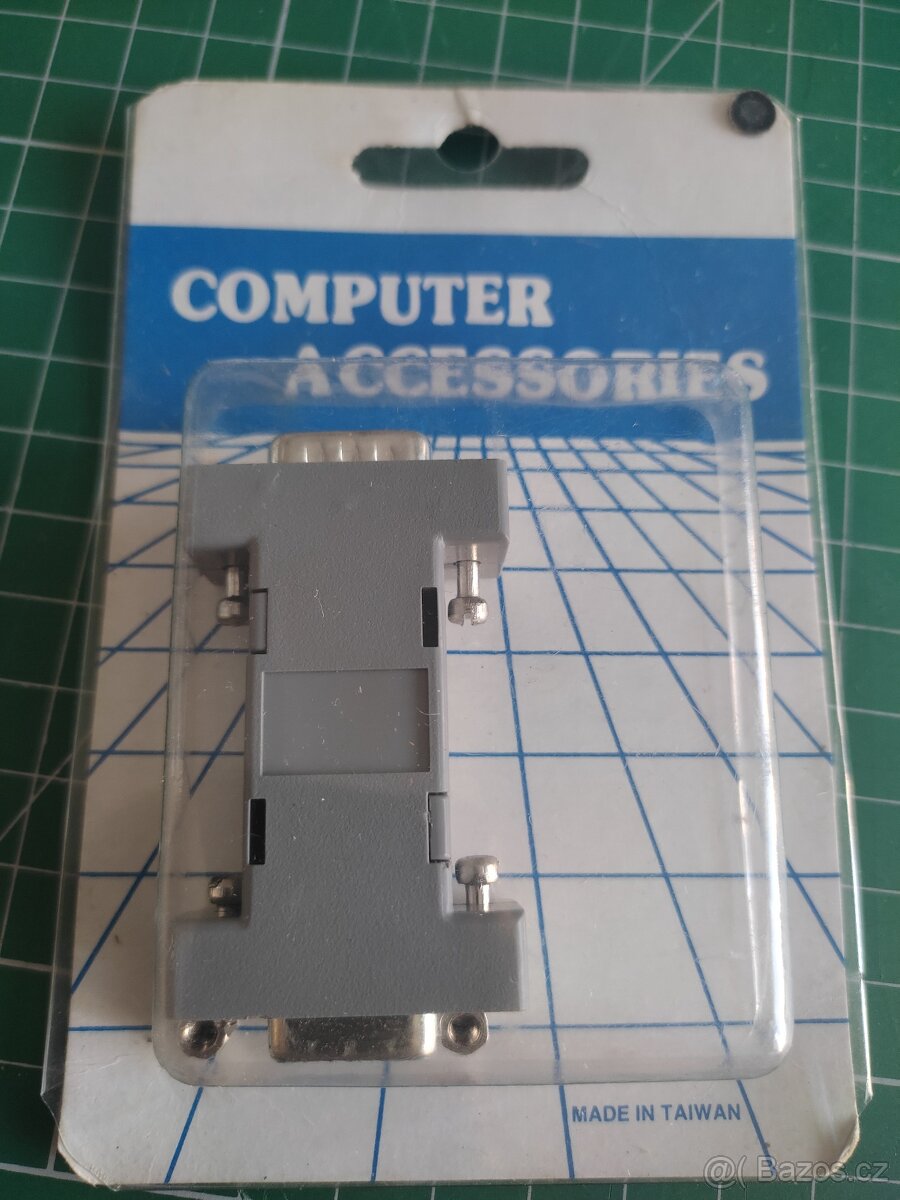 COMPUTER
ACCESSORIES
MADE IN TAIWAN
@( Bazos.cz